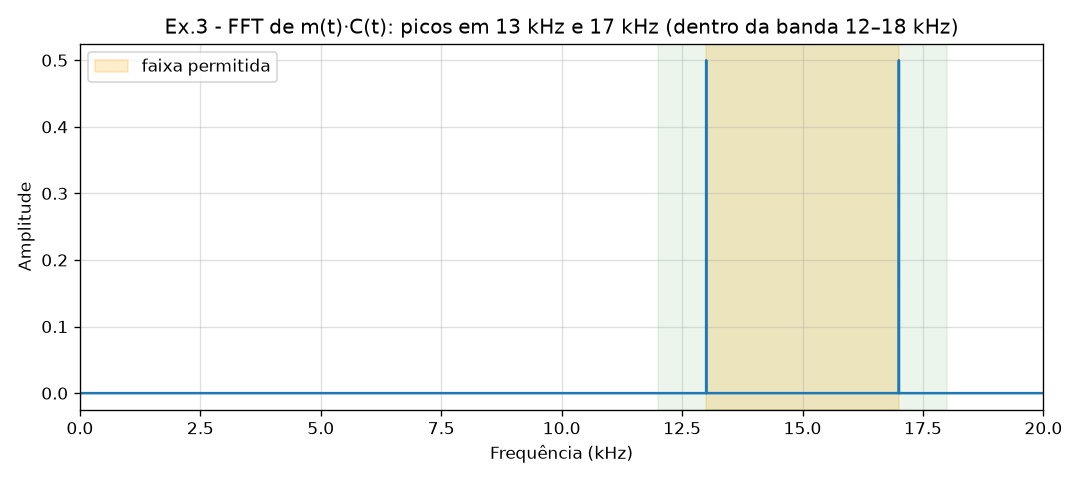 Ex.3 - FFT de m(t)·C(t): picos em 13 kHz e 17 kHz (dentro da banda 12–18 kHz)
faixa permitida
0.5
0.4
0.3
0.2
0.1
0.0
Amplitude
0.0 2.5 5.0 7.5 10.0 12.5 15.0 17.5 20.0
Frequência (kHz)